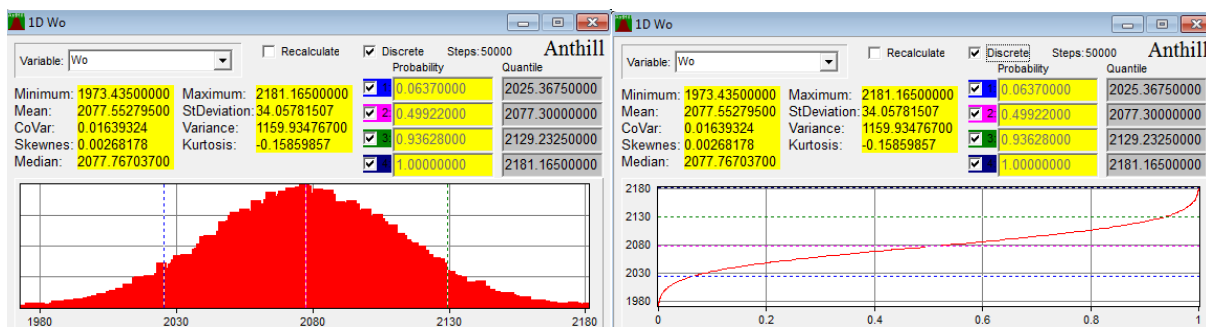 1D Wo
Variable: Wo Recalculate Discrete Steps:50000 Anthill
Probability Quantile
Minimum: 1973.43500000 Maximum: 2181.16500000 1 0.06370000 2025.36750000
Mean: 2077.55279500 StDeviation: 34.05781507 2 0.49922000 2077.30000000
CoVar: 0.01639324 Variance: 1159.93476700 3 0.93628000 2129.23250000
Skewnes: 0.00268178 Kurtosis: -0.15859857
Median: 2077.76703700 1.00000000 2181.16500000
1980 2030 2080 2130 2180
1D Wo
Variable: Wo Recalculate Discrete Steps:50000 Anthill
Probability Quantile
Minimum: 1973.43500000 Maximum: 2181.16500000 1 0.06370000 2025.36750000
Mean: 2077.55279500 StDeviation: 34.05781507 2 0.49922000 2077.30000000
CoVar: 0.01639324 Variance: 1159.93476700 3 0.93628000 2129.23250000
Skewnes: 0.00268178 Kurtosis: -0.15859857
Median: 2077.76703700 1.00000000 2181.16500000
2180
2130
2080
2030
1980
0 0.2 0.4 0.6 0.8 1